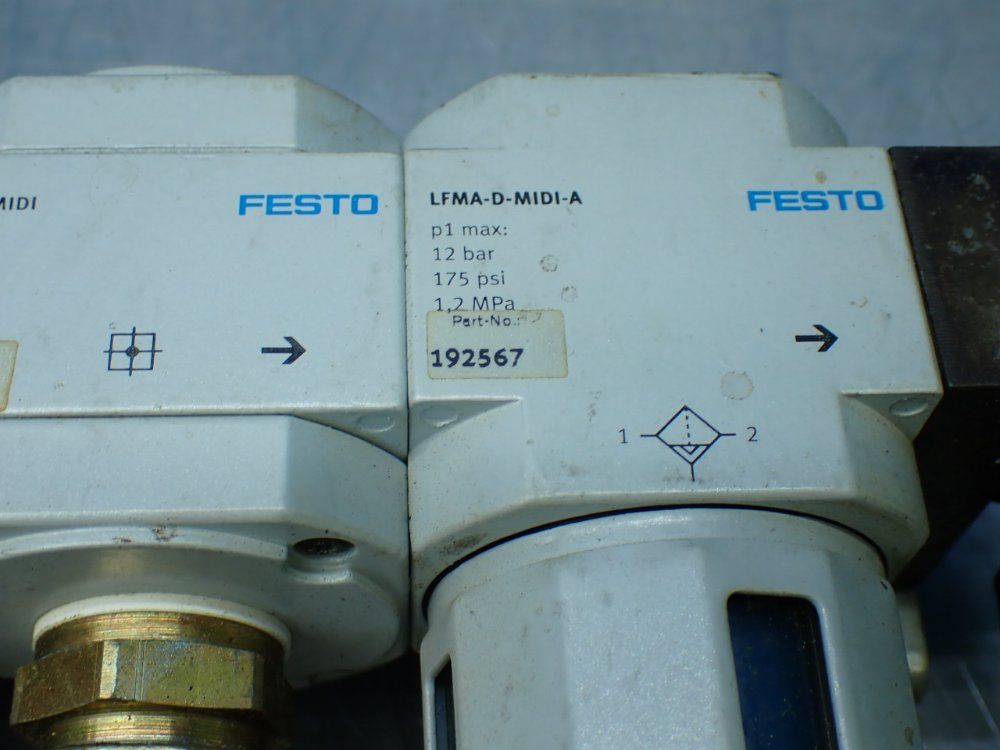 MIDI
FESTO
LFMA-D-MIDI-A
FESTO
p1 max:
12 bar
175 psi
1,2 MPa
Part-No.:
192567
1
2